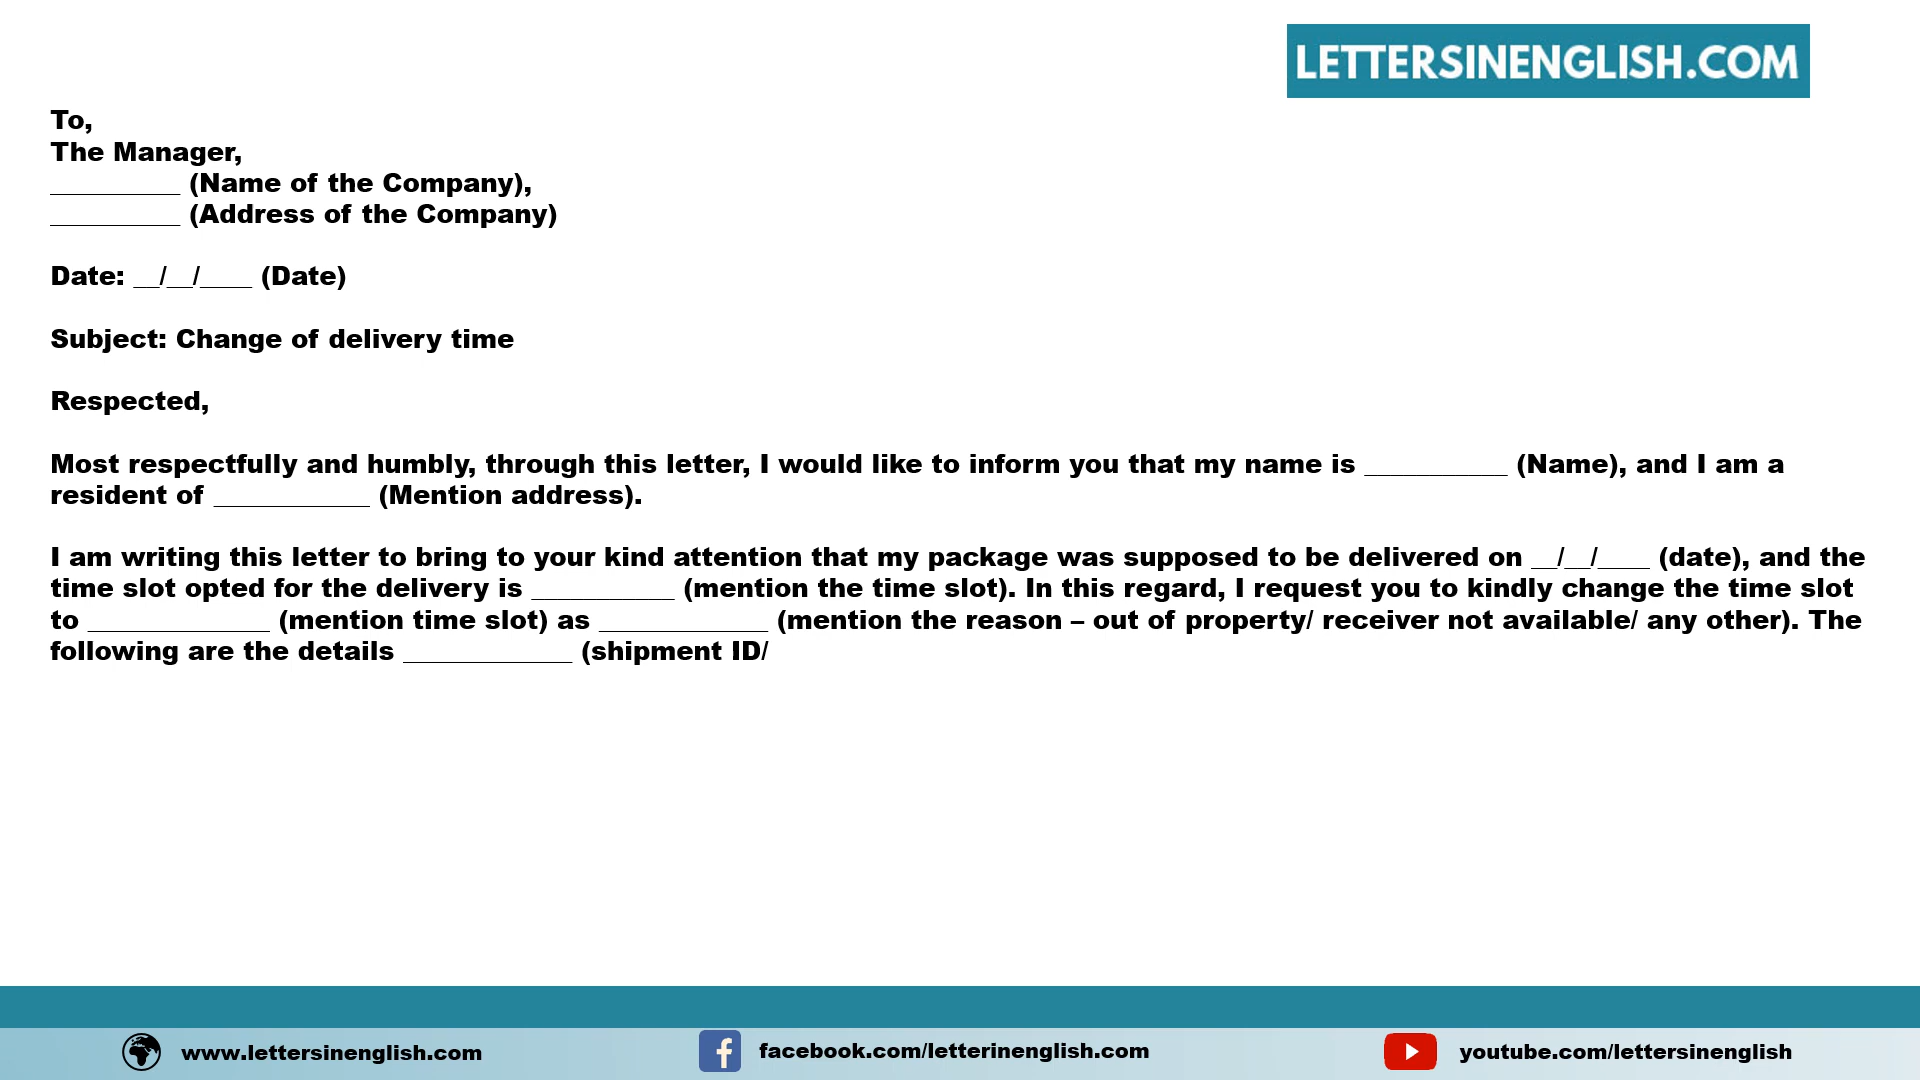 LETTERSINENGLISH.COM
To,
The Manager,
__________ (Name of the Company),
__________ (Address of the Company)
Date: __/__/____ (Date)
Subject: Change of delivery time
Respected,
Most respectfully and humbly, through this letter, I would like to inform you that my name is ___________ (Name), and I am a
resident of ____________ (Mention address).
I am writing this letter to bring to your kind attention that my package was supposed to be delivered on __/__/____ (date), and the
time slot opted for the delivery is ___________ (mention the time slot). In this regard, I request you to kindly change the time slot
to ______________ (mention time slot) as _____________ (mention the reason – out of property/ receiver not available/ any other). The
following are the details _____________ (shipment ID/
www.lettersinenglish.com
facebook.com/letterinenglish.com
youtube.com/lettersinenglish